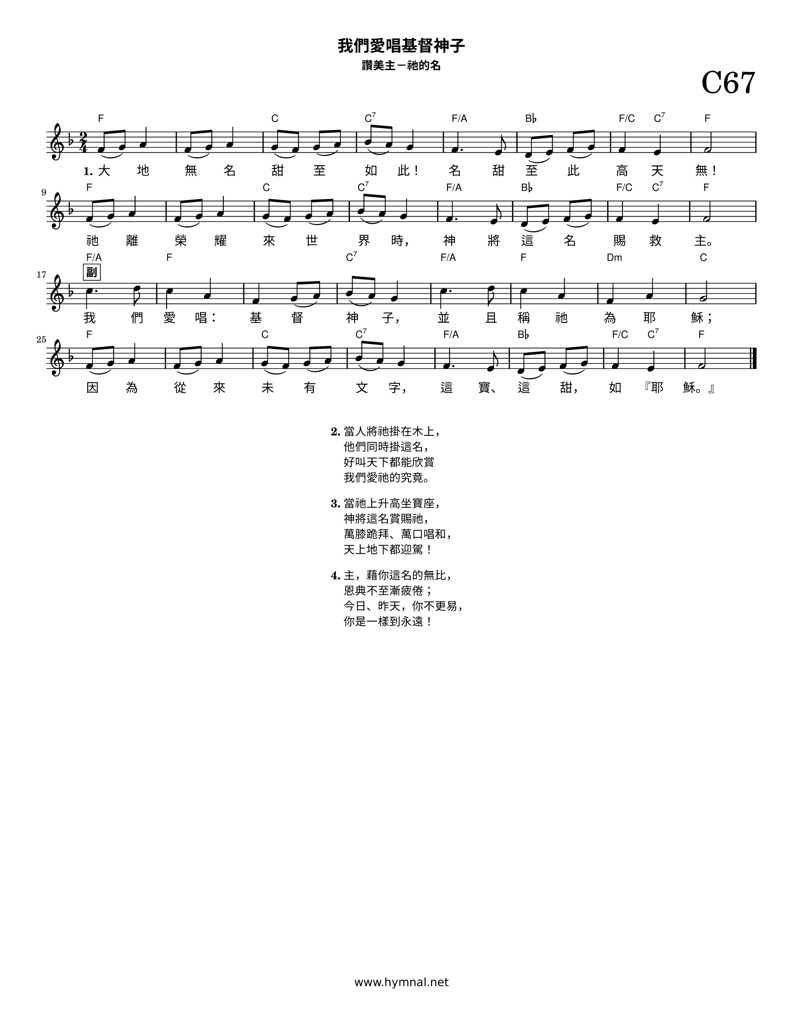 我們愛唱基督神子
讚美主－祂的名
C67
F C C7 F/A B♭ F/C C7 F
1. 大 地 無 名 甜 至 如 此！ 名 甜 至 此 高 天 無！
9 F C C7 F/A B♭ F/C C7 F
祂 離 榮 耀 來 世 界 時， 神 將 這 名 賜 救 主。
17 F/A F C7 F/A F Dm C
副
我 們 愛 唱： 基 督 神 子， 並 且 稱 祂 為 耶 穌；
25 F C C7 F/A B♭ F/C C7 F
因 為 從 來 未 有 文 字， 這 寶、 這 甜， 如 『耶 穌。』
2. 當人將祂掛在木上，
他們同時掛這名，
好叫天下都能欣賞
我們愛祂的究竟。
3. 當祂上升高坐寶座，
神將這名賞賜祂，
萬膝跪拜、萬口唱和，
天上地下都迎駕！
4. 主，藉你這名的無比，
恩典不至漸疲倦；
今日、昨天，你不更易，
你是一樣到永遠！
www.hymnal.net